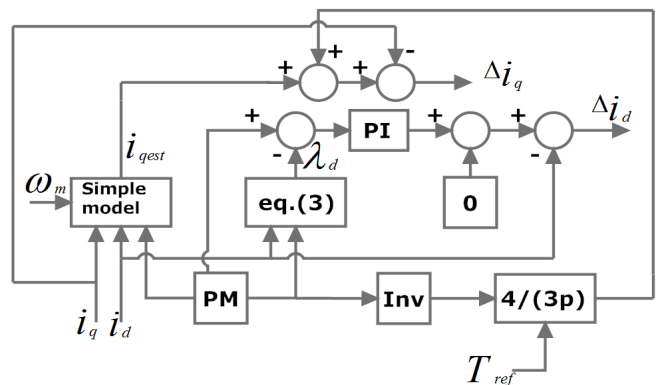 +
-
+ + Δi_q
+ + PI + + Δi_d
i_qest - λ_d -
ω_m Simple
model eq.(3) 0
PM Inv 4/(3p)
i_q i_d
T_ref